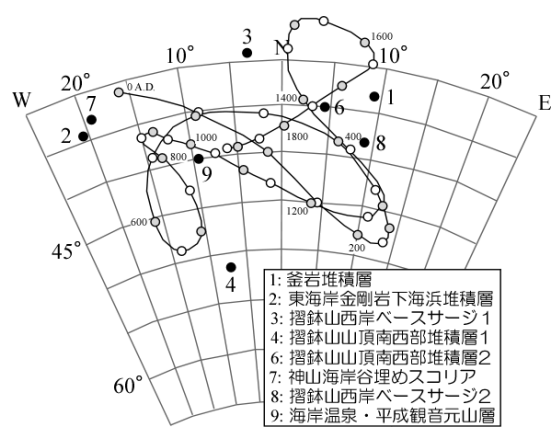 3
N
1600
10°
10°
20°
20°
0 A.D.
1400
1
W
7
6
E
2
1000
1800
400
8
800
9
1200
600
200
45°
4
60°
1: 釜岩堆積層
2: 東海岸金剛岩下海浜堆積層
3: 摺鉢山西岸ベースサージ1
4: 摺鉢山山頂南西部堆積層1
6: 摺鉢山山頂南西部堆積層2
7: 神山海岸谷埋めスコリア
8: 摺鉢山西岸ベースサージ2
9: 海岸温泉・平成観音元山層